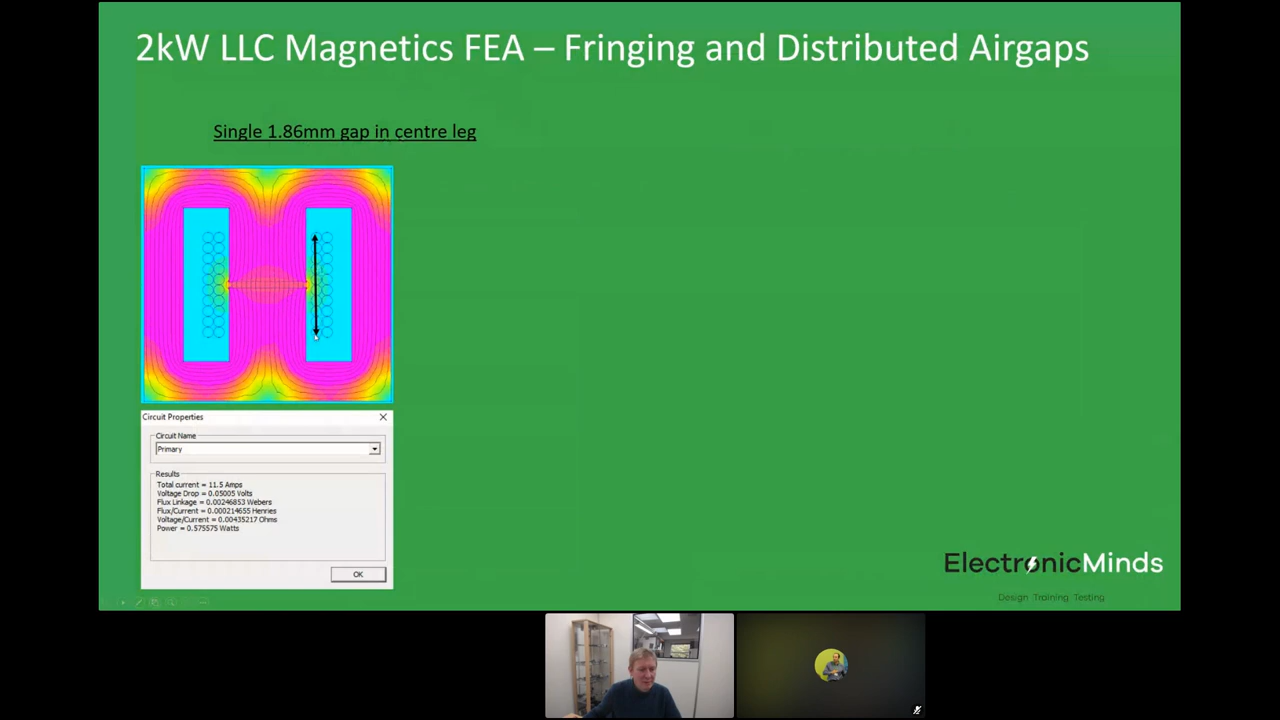 2kW LLC Magnetics FEA – Fringing and Distributed Airgaps
Single 1.86mm gap in centre leg
Circuit Properties
Circuit Name
Primary
Results
Total current = 11.5 Amps
Voltage Drop = 0.05005 Volts
Flux Linkage = 0.00246853 Webers
Flux/Current = 0.000214655 Henries
Voltage/Current = 0.00435217 Ohms
Power = 0.575575 Watts
OK
ElectronicMinds
Design Training Testing